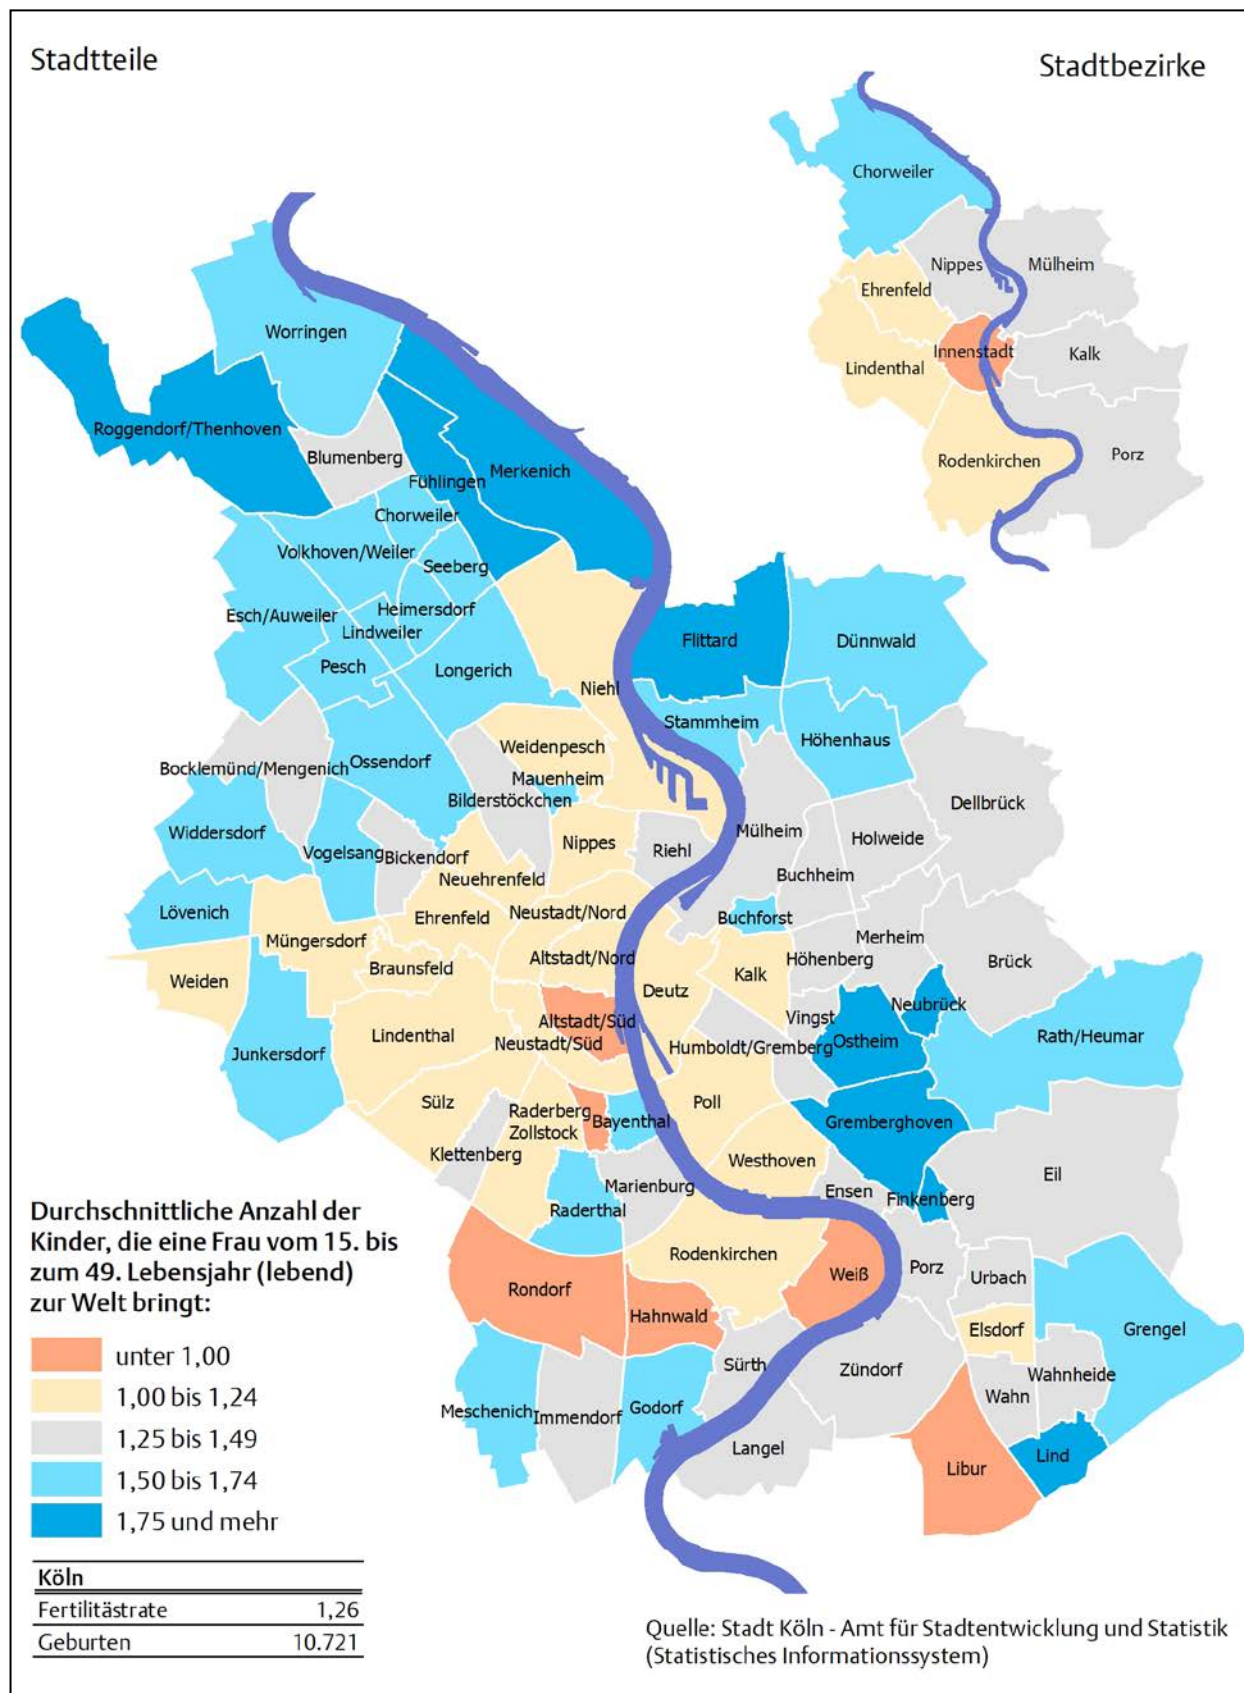 Stadtteile
Stadtbezirke
Chorweiler
Nippes
Mülheim
Ehrenfeld
Innenstadt
Kalk
Lindenthal
Porz
Rodenkirchen
Worringen
Roggendorf/Thenhoven
Blumenberg
Merkenich
Fühlingen
Chorweiler
Volkhoven/Weiler
Seeberg
Heimersdorf
Esch/Auweiler
Lindweiler
Pesch
Longerich
Flittard
Dünnwald
Niehl
Stammheim
Höhenhaus
Weidenpesch
Bocklemünd/Mengenich
Ossendorf
Mauenheim
Bilderstöckchen
Dellbrück
Widdersdorf
Mülheim
Holweide
Nippes
Riehl
Vogelsang
Bickendorf
Buchheim
Neuehrenfeld
Lövenich
Ehrenfeld
Neustadt/Nord
Buchforst
Müngersdorf
Merheim
Altstadt/Nord
Höhenberg
Brück
Braunsfeld
Kalk
Weiden
Deutz
Neubrück
Vingst
Altstadt/Süd
Lindenthal
Neustadt/Süd
Humboldt/Gremberg
Ostheim
Rath/Heumar
Junkersdorf
Sülz
Poll
Raderberg
Zollstock
Bayenthal
Gremberghoven
Klettenberg
Westhoven
Eil
Marienburg
Ensen
Finkenberg
Raderthal
Rodenkirchen
Weiß
Porz
Urbach
Rondorf
Hahnwald
Elsdorf
Grengel
Sürth
Zündorf
Wahnheide
Wahn
Meschenich
Immendorf
Godorf
Langel
Libur
Lind
Durchschnittliche Anzahl der
Kinder, die eine Frau vom 15. bis
zum 49. Lebensjahr (lebend)
zur Welt bringt:
unter 1,00
1,00 bis 1,24
1,25 bis 1,49
1,50 bis 1,74
1,75 und mehr
Köln
Fertilitästrate 1,26
Geburten 10.721
Quelle: Stadt Köln - Amt für Stadtentwicklung und Statistik
(Statistisches Informationssystem)